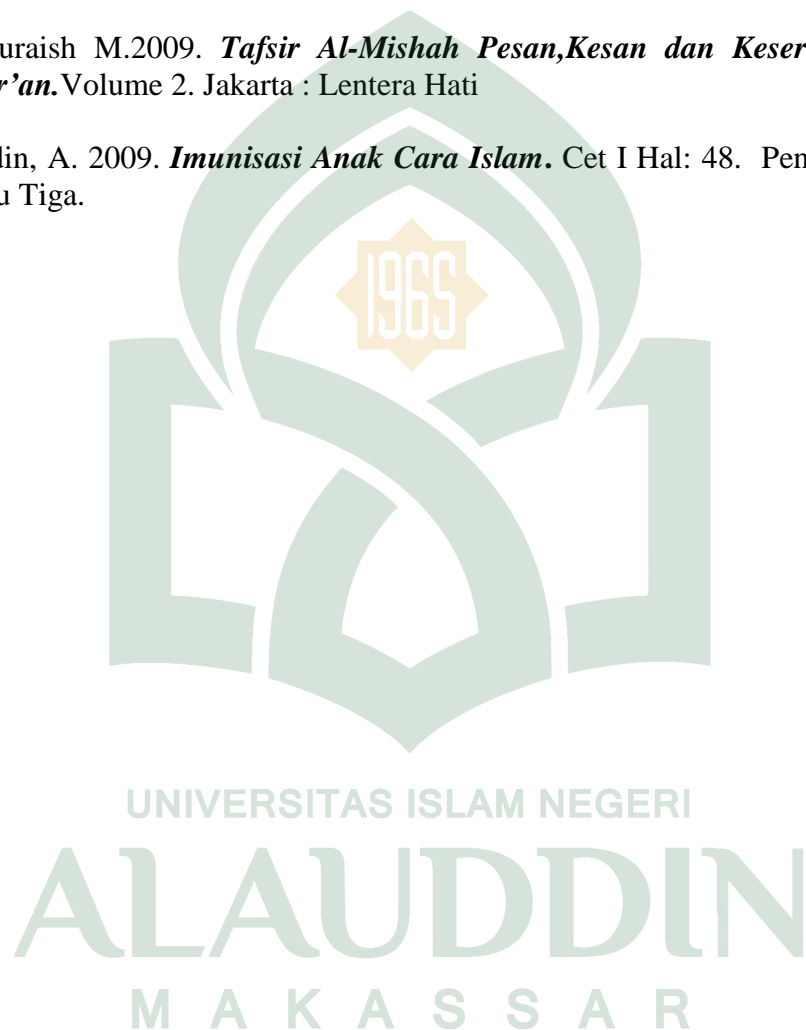 uraish M.2009. Tafsir Al-Mishah Pesan,Kesan dan Keser
r’an.Volume 2. Jakarta : Lentera Hati
din, A. 2009. Imunisasi Anak Cara Islam. Cet I Hal: 48. Pen
u Tiga.
1965
UNIVERSITAS ISLAM NEGERI
ALAUDDIN
MAKASSAR